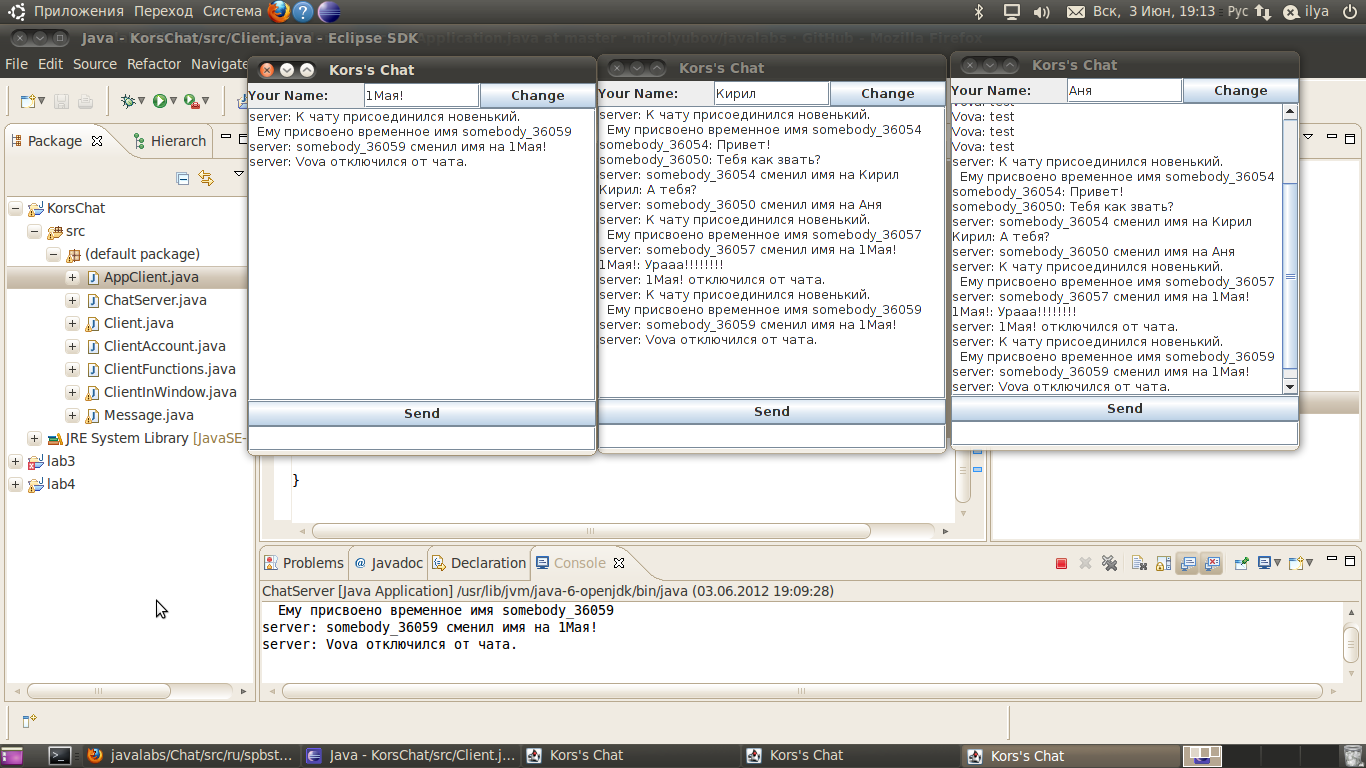 Приложения Переход Система ? Вск, 3 Июн, 19:13 Рус ilya
Java - KorsChat/src/Client.java - Eclipse SDK
File Edit Source Refactor Navigate
Package Hierarchy
KorsChat
src
(default package)
AppClient.java
ChatServer.java
Client.java
ClientAccount.java
ClientFunctions.java
ClientInWindow.java
Message.java
JRE System Library [JavaSE-
lab3
lab4
Kors's Chat
Your Name: 1Мая! Change
server: К чату присоединился новенький.
Ему присвоено временное имя somebody_36059
server: somebody_36059 сменил имя на 1Мая!
server: Vova отключился от чата.
Send
Kors's Chat
Your Name: Кирил Change
server: К чату присоединился новенький.
Ему присвоено временное имя somebody_36054
somebody_36054: Привет!
somebody_36050: Тебя как звать?
server: somebody_36054 сменил имя на Кирил
Кирил: А тебя?
server: somebody_36050 сменил имя на Аня
server: К чату присоединился новенький.
Ему присвоено временное имя somebody_36057
server: somebody_36057 сменил имя на 1Мая!
1Мая!: Урааа!!!!!!!!
server: 1Мая! отключился от чата.
server: К чату присоединился новенький.
Ему присвоено временное имя somebody_36059
server: somebody_36059 сменил имя на 1Мая!
server: Vova отключился от чата.
Send
Kors's Chat
Your Name: Аня Change
Vova: test
Vova: test
Vova: test
Vova: test
server: К чату присоединился новенький.
Ему присвоено временное имя somebody_36054
somebody_36054: Привет!
somebody_36050: Тебя как звать?
server: somebody_36054 сменил имя на Кирил
Кирил: А тебя?
server: somebody_36050 сменил имя на Аня
server: К чату присоединился новенький.
Ему присвоено временное имя somebody_36057
server: somebody_36057 сменил имя на 1Мая!
1Мая!: Урааа!!!!!!!!
server: 1Мая! отключился от чата.
server: К чату присоединился новенький.
Ему присвоено временное имя somebody_36059
server: somebody_36059 сменил имя на 1Мая!
server: Vova отключился от чата.
Send
}
Problems @ Javadoc Declaration Console
ChatServer [Java Application] /usr/lib/jvm/java-6-openjdk/bin/java (03.06.2012 19:09:28)
Ему присвоено временное имя somebody_36059
server: somebody_36059 сменил имя на 1Мая!
server: Vova отключился от чата.
javalabs/Chat/src/ru/spbst... Java - KorsChat/src/Client.j... Kors's Chat Kors's Chat Kors's Chat